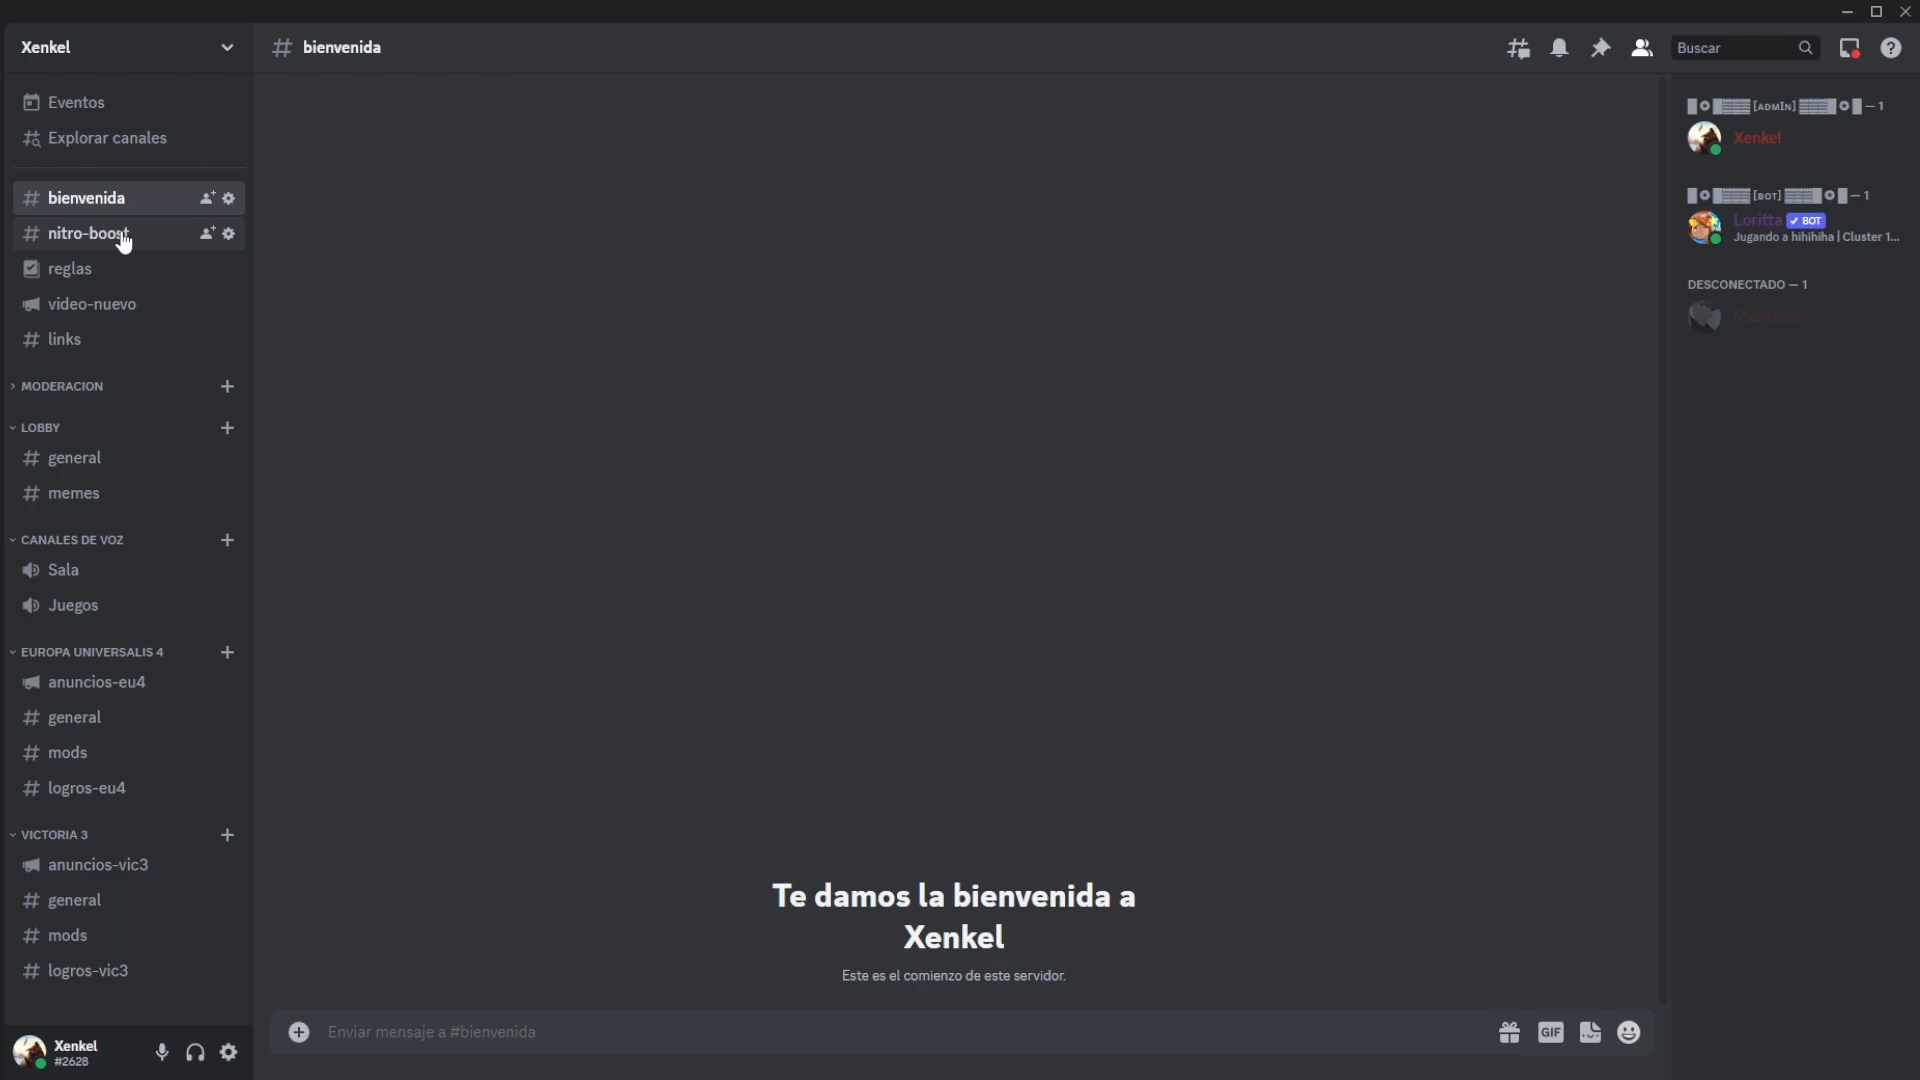 Xenkel
Eventos
Explorar canales
bienvenida
nitro-boost
reglas
video-nuevo
links
MODERACION
LOBBY
general
memes
CANALES DE VOZ
Sala
Juegos
EUROPA UNIVERSALIS 4
anuncios-eu4
general
mods
logros-eu4
VICTORIA 3
anuncios-vic3
general
mods
logros-vic3
Xenkel
#2628
bienvenida
Buscar
Te damos la bienvenida a
Xenkel
Este es el comienzo de este servidor.
Enviar mensaje a #bienvenida
GIF
█⚬█▓▓▓ [ᴀᴅᴍɪɴ] ▓▓▓█⚬█ — 1
Xenkel
█⚬█▓▓▓ [ʙᴏᴛ] ▓▓▓█⚬█ — 1
Loritta ✓ BOT
Jugando a hihihiha | Cluster 1...
DESCONECTADO — 1